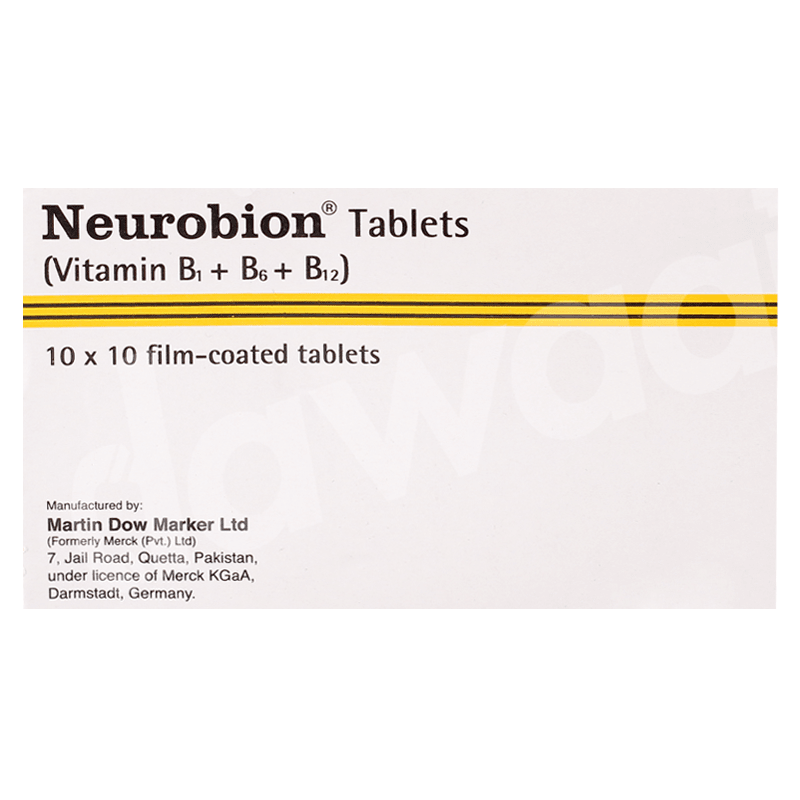 Neurobion® Tablets
(Vitamin B₁ + B₆ + B₁₂)
10 x 10 film-coated tablets
Manufactured by:
Martin Dow Marker Ltd
(Formerly Merck (Pvt.) Ltd)
7, Jail Road, Quetta, Pakistan,
under licence of Merck KGaA,
Darmstadt, Germany.